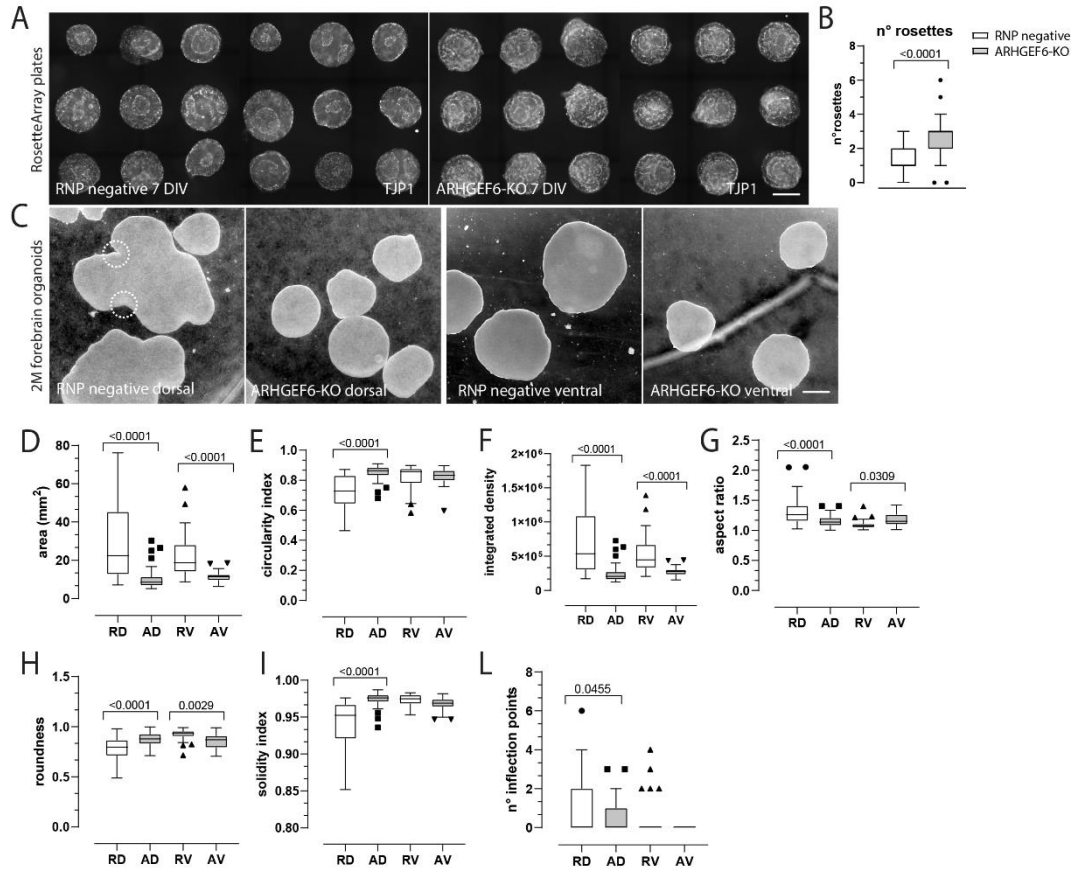 A
RosetteArray plates
RNP negative 7 DIV
TJP1
ARHGEF6-KO 7 DIV
TJP1
B
n° rosettes
RNP negative
ARHGEF6-KO
<0.0001
n°rosettes
8
6
4
2
0
C
2M forebrain organoids
RNP negative dorsal
ARHGEF6-KO dorsal
RNP negative ventral
ARHGEF6-KO ventral
D
<0.0001
<0.0001
area (mm²)
80
60
40
20
0
RD AD RV AV
E
<0.0001
circularity index
1.0
0.8
0.6
0.4
0.2
0.0
RD AD RV AV
F
<0.0001
<0.0001
integrated density
2×10⁶
1.5×10⁶
1×10⁶
5×10⁵
0
RD AD RV AV
G
<0.0001
0.0309
aspect ratio
2.5
2.0
1.5
1.0
0.5
0.0
RD AD RV AV
H
<0.0001
0.0029
roundness
1.5
1.0
0.5
0.0
RD AD RV AV
I
<0.0001
solidity index
1.00
0.95
0.90
0.85
0.80
RD AD RV AV
L
0.0455
n° inflection points
8
6
4
2
0
RD AD RV AV